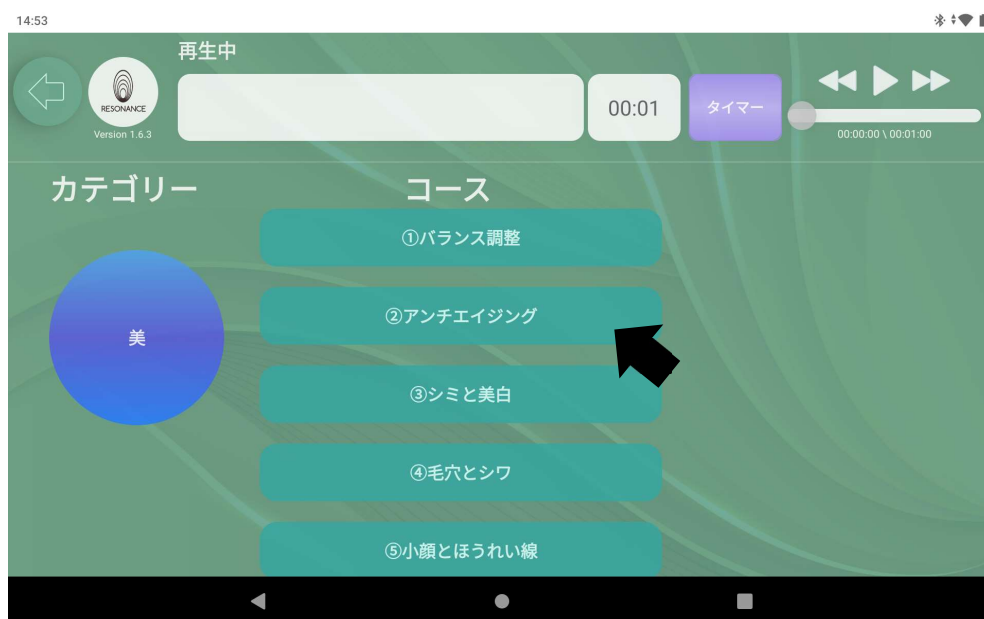 14:53
再生中
RESONANCE
Version 1.6.3
00:01
タイマー
00:00:00 \ 00:01:00
カテゴリー
コース
美
①バランス調整
②アンチエイジング
③シミと美白
④毛穴とシワ
⑤小顔とほうれい線